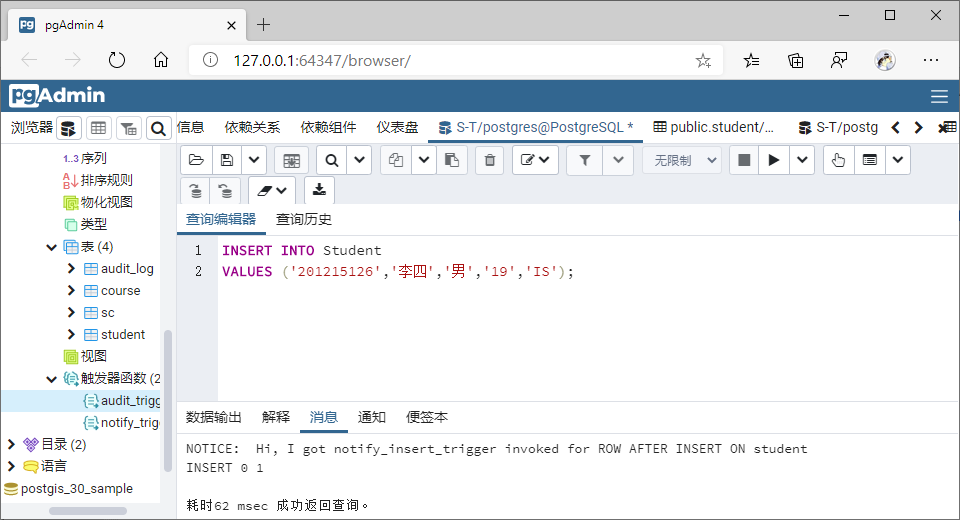 pgAdmin 4
127.0.0.1:64347/browser/
pgAdmin
浏览器
信息 依赖关系 依赖组件 仪表盘 S-T/postgres@PostgreSQL * public.student/... S-T/postg
1..3 序列
排序规则
物化视图
类型
表 (4)
audit_log
course
sc
student
视图
触发器函数 (2
audit_trigg
notify_trig
目录 (2)
语言
postgis_30_sample
无限制
查询编辑器 查询历史
1 INSERT INTO Student
2 VALUES ('201215126','李四','男','19','IS');
数据输出 解释 消息 通知 便签本
NOTICE:  Hi, I got notify_insert_trigger invoked for ROW AFTER INSERT ON student
INSERT 0 1
耗时62 msec 成功返回查询。